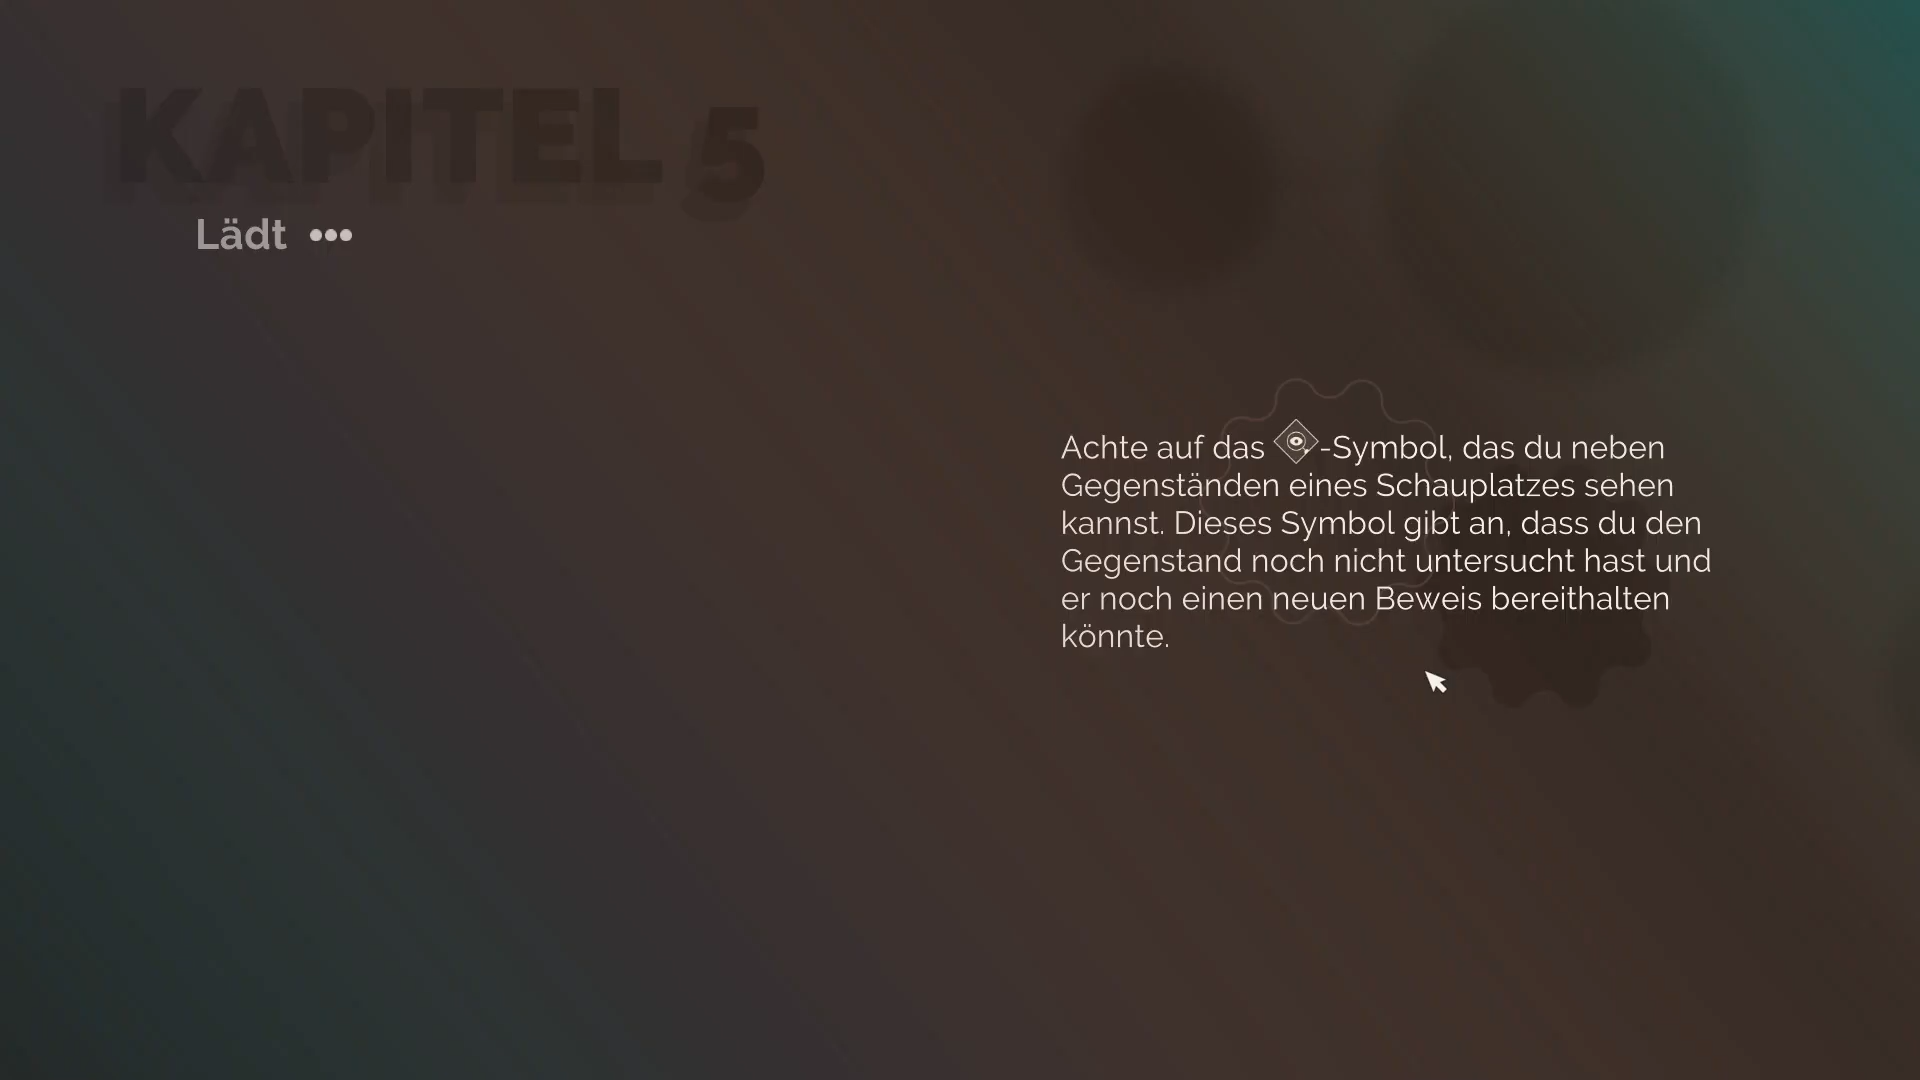 KAPITEL 5
Lädt
Achte auf das -Symbol, das du neben
Gegenständen eines Schauplatzes sehen
kannst. Dieses Symbol gibt an, dass du den
Gegenstand noch nicht untersucht hast und
er noch einen neuen Beweis bereithalten
könnte.